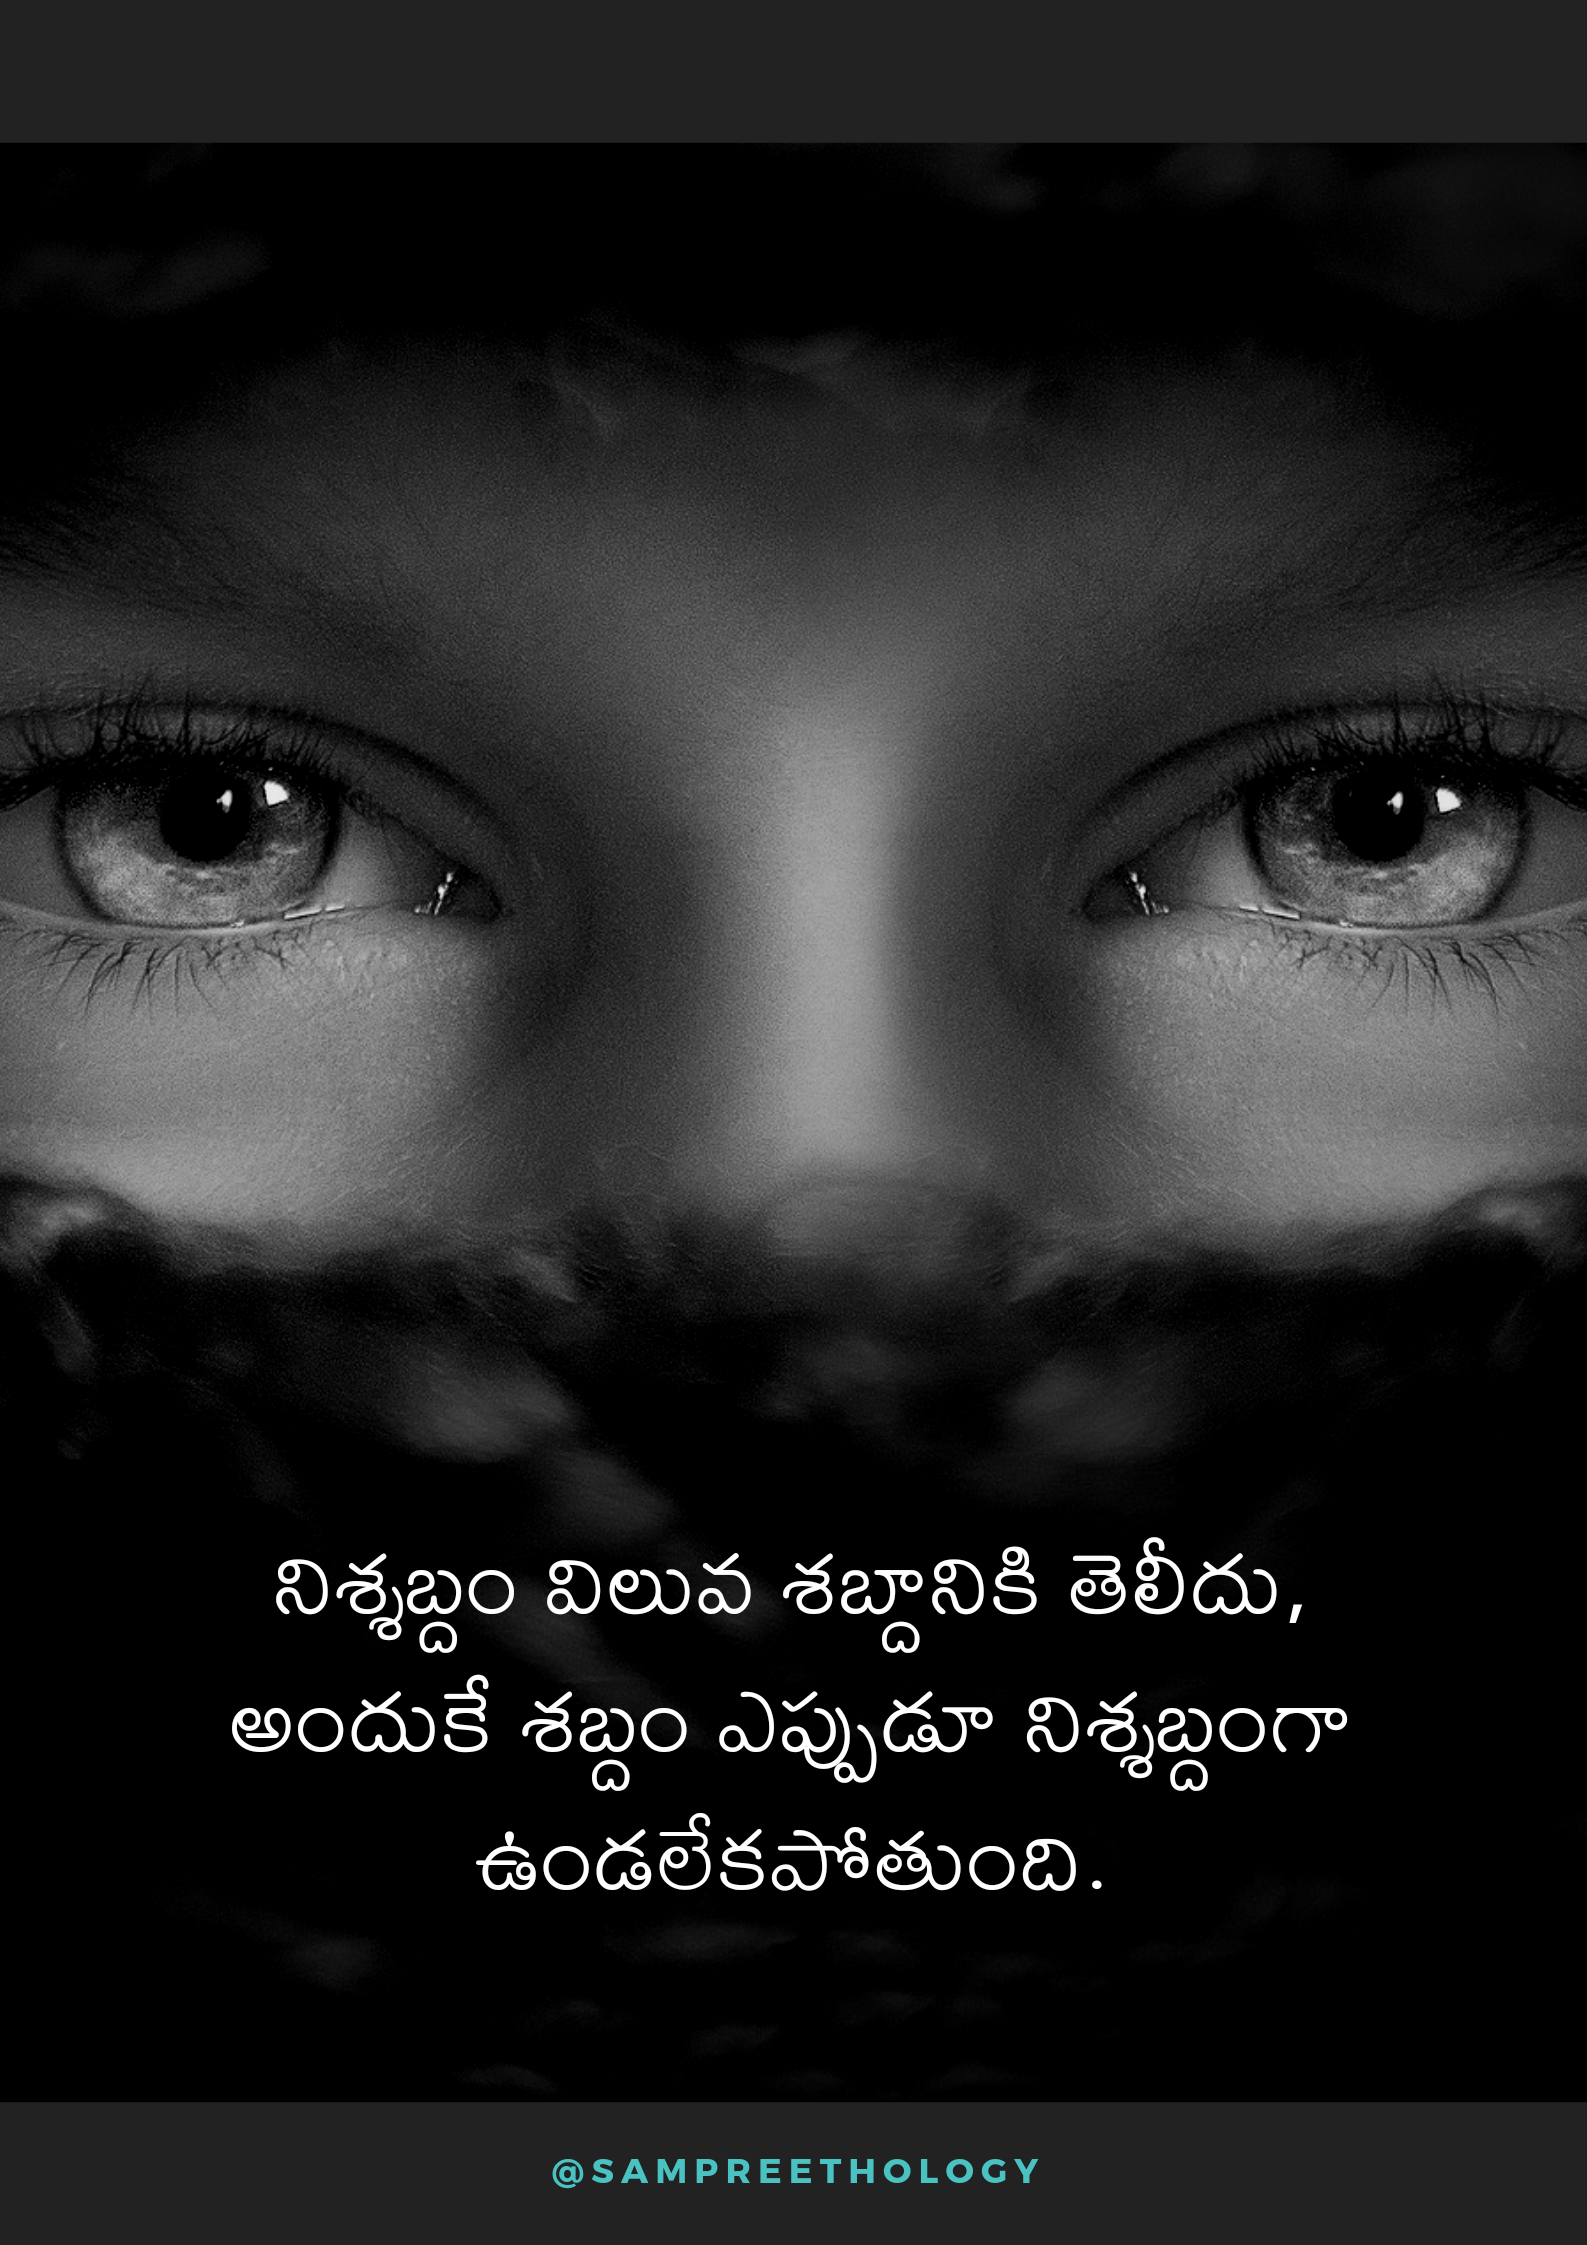 నిశ్శబ్దం విలువ శబ్దానికి తెలీదు,
అందుకే శబ్దం ఎప్పుడూ నిశ్శబ్దంగా
ఉండలేకపోతుంది.
@SAMPREETHOLOGY